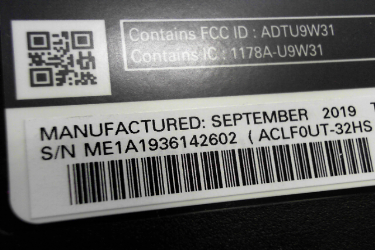 Contains FCC ID : ADTU9W31
Contains IC : 1178A-U9W31
MANUFACTURED: SEPTEMBER 2019 T
S/N ME1A1936142602 ( ACLF0UT-32HS